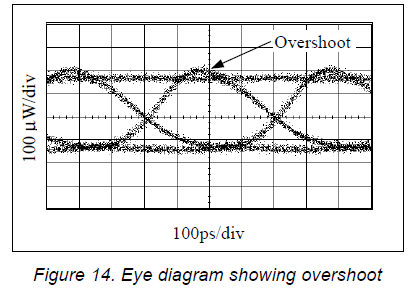 Overshoot
100 μW/div
100ps/div
Figure 14. Eye diagram showing overshoot